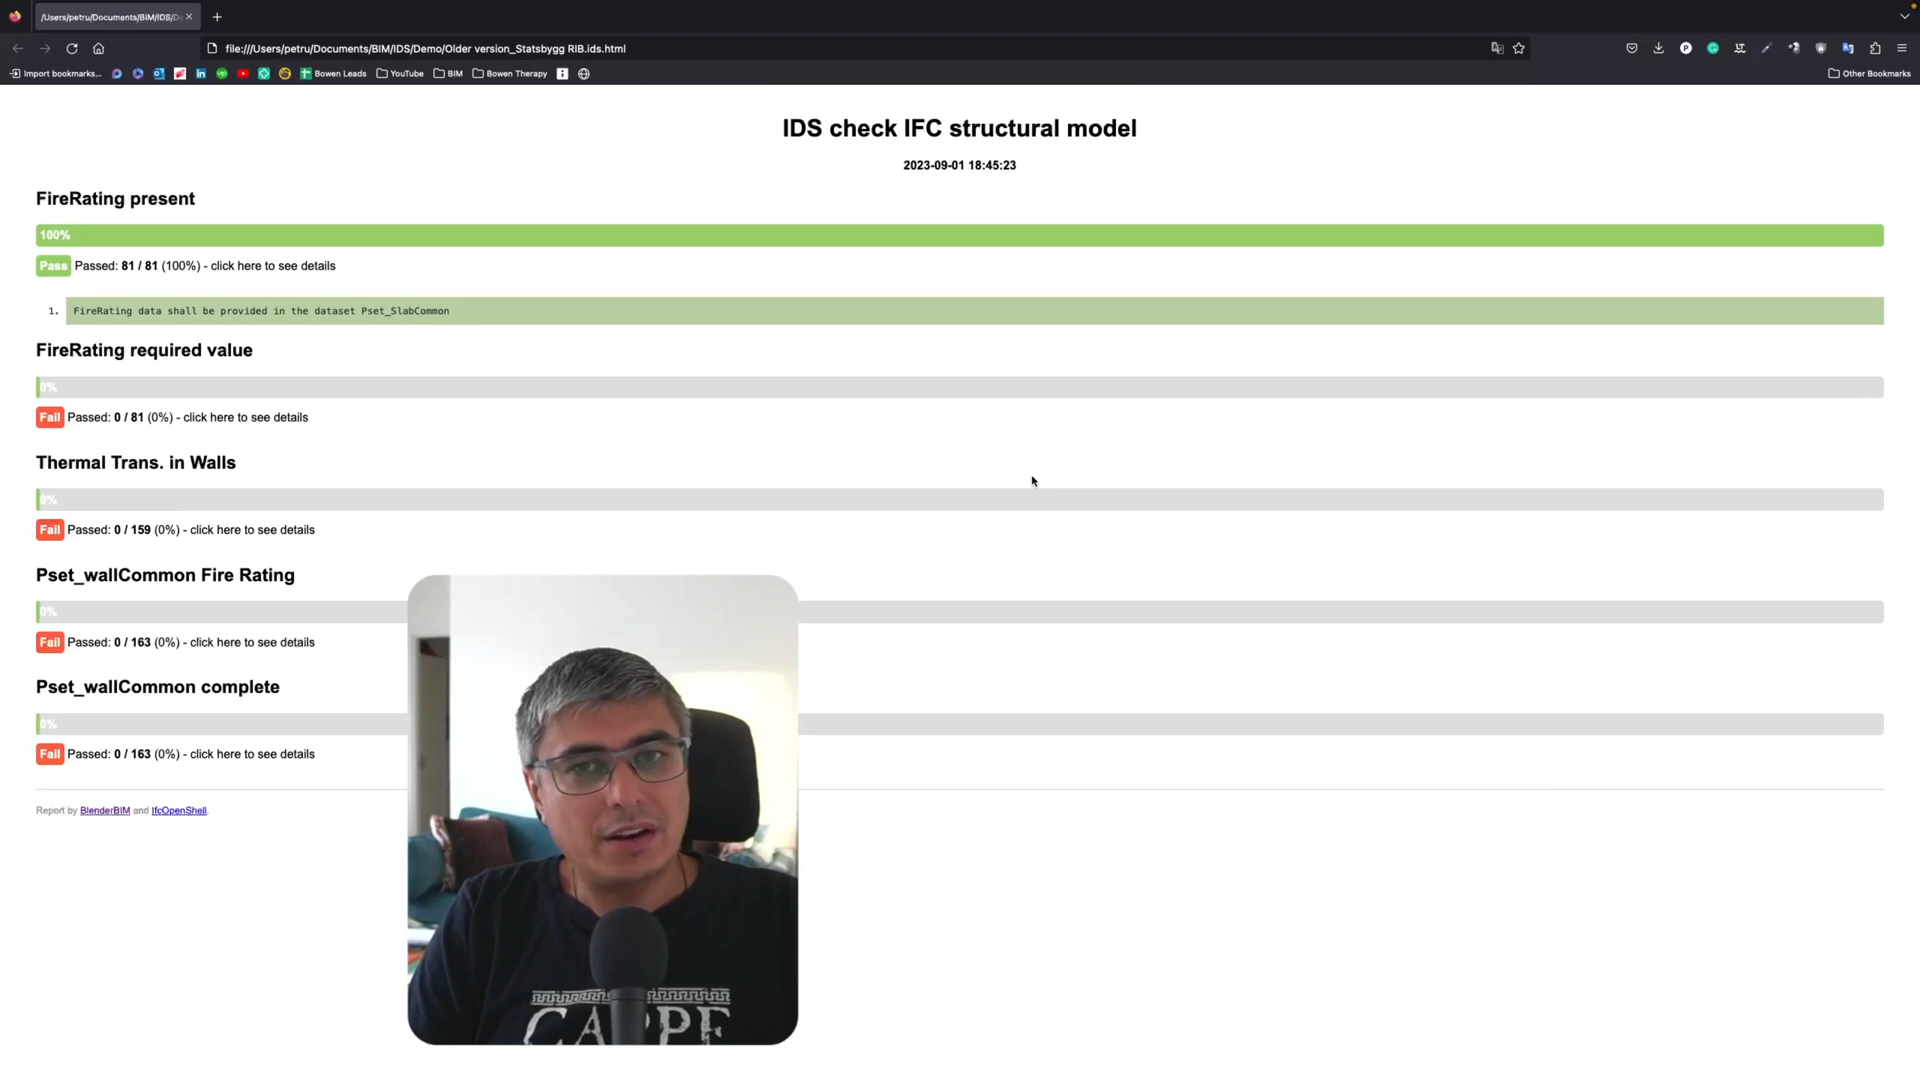 /Users/petru/Documents/BIM/IDS/D
file:///Users/petru/Documents/BIM/IDS/Demo/Older version_Statsbygg RIB.ids.html
Import bookmarks... Bowen Leads YouTube BIM Bowen Therapy Other Bookmarks
IDS check IFC structural model
2023-09-01 18:45:23
FireRating present
100%
Pass Passed: 81 / 81 (100%) - click here to see details
1. FireRating data shall be provided in the dataset Pset_SlabCommon
FireRating required value
0%
Fail Passed: 0 / 81 (0%) - click here to see details
Thermal Trans. in Walls
0%
Fail Passed: 0 / 159 (0%) - click here to see details
Pset_wallCommon Fire Rating
0%
Fail Passed: 0 / 163 (0%) - click here to see details
Pset_wallCommon complete
0%
Fail Passed: 0 / 163 (0%) - click here to see details
Report by BlenderBIM and IfcOpenShell.